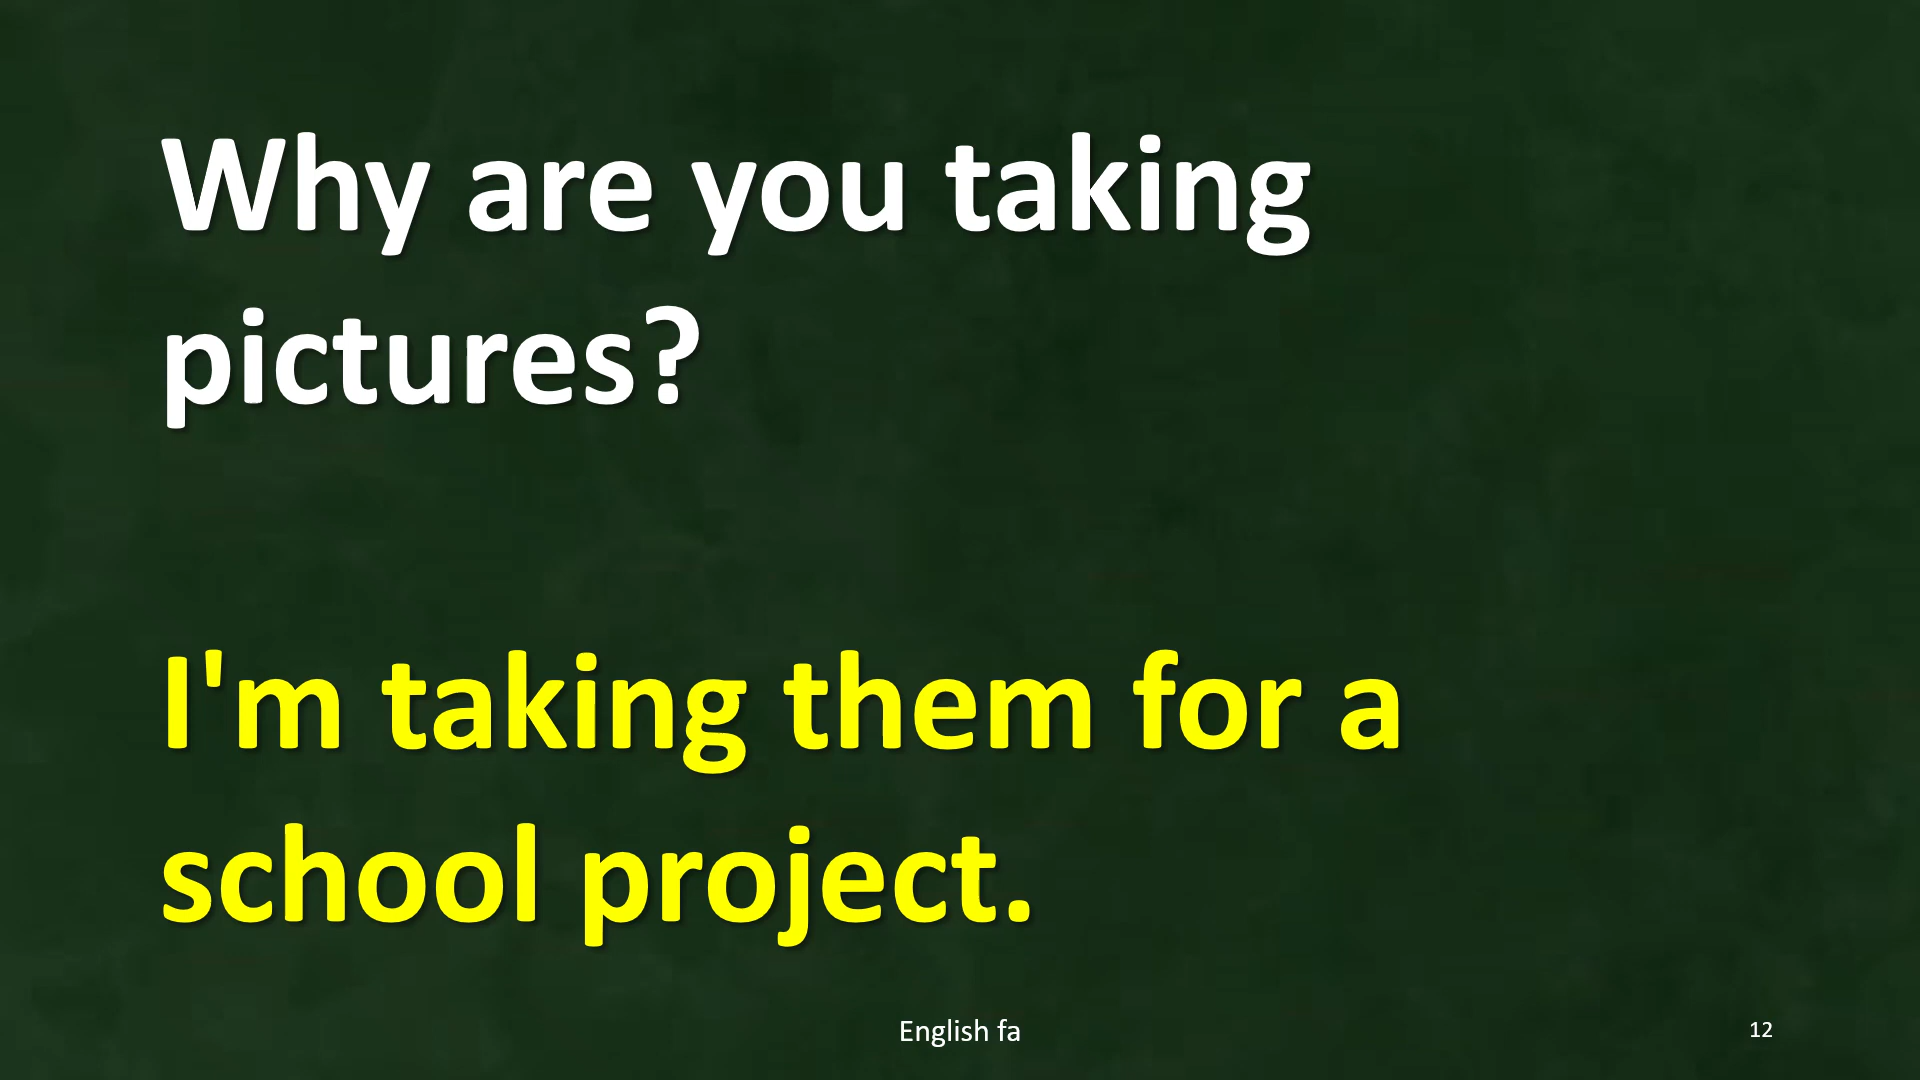 Why are you taking
pictures?
I'm taking them for a
school project.
English fa
12